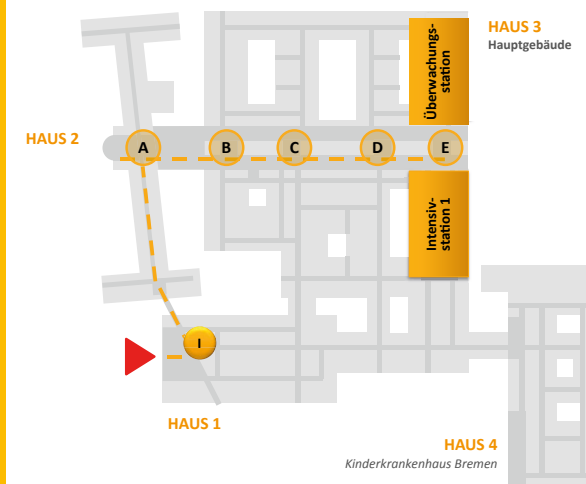 HAUS 3
Hauptgebäude
Überwachungs-
station
HAUS 2
A
B
C
D
E
Intensiv-
station 1
I
HAUS 1
HAUS 4
Kinderkrankenhaus Bremen